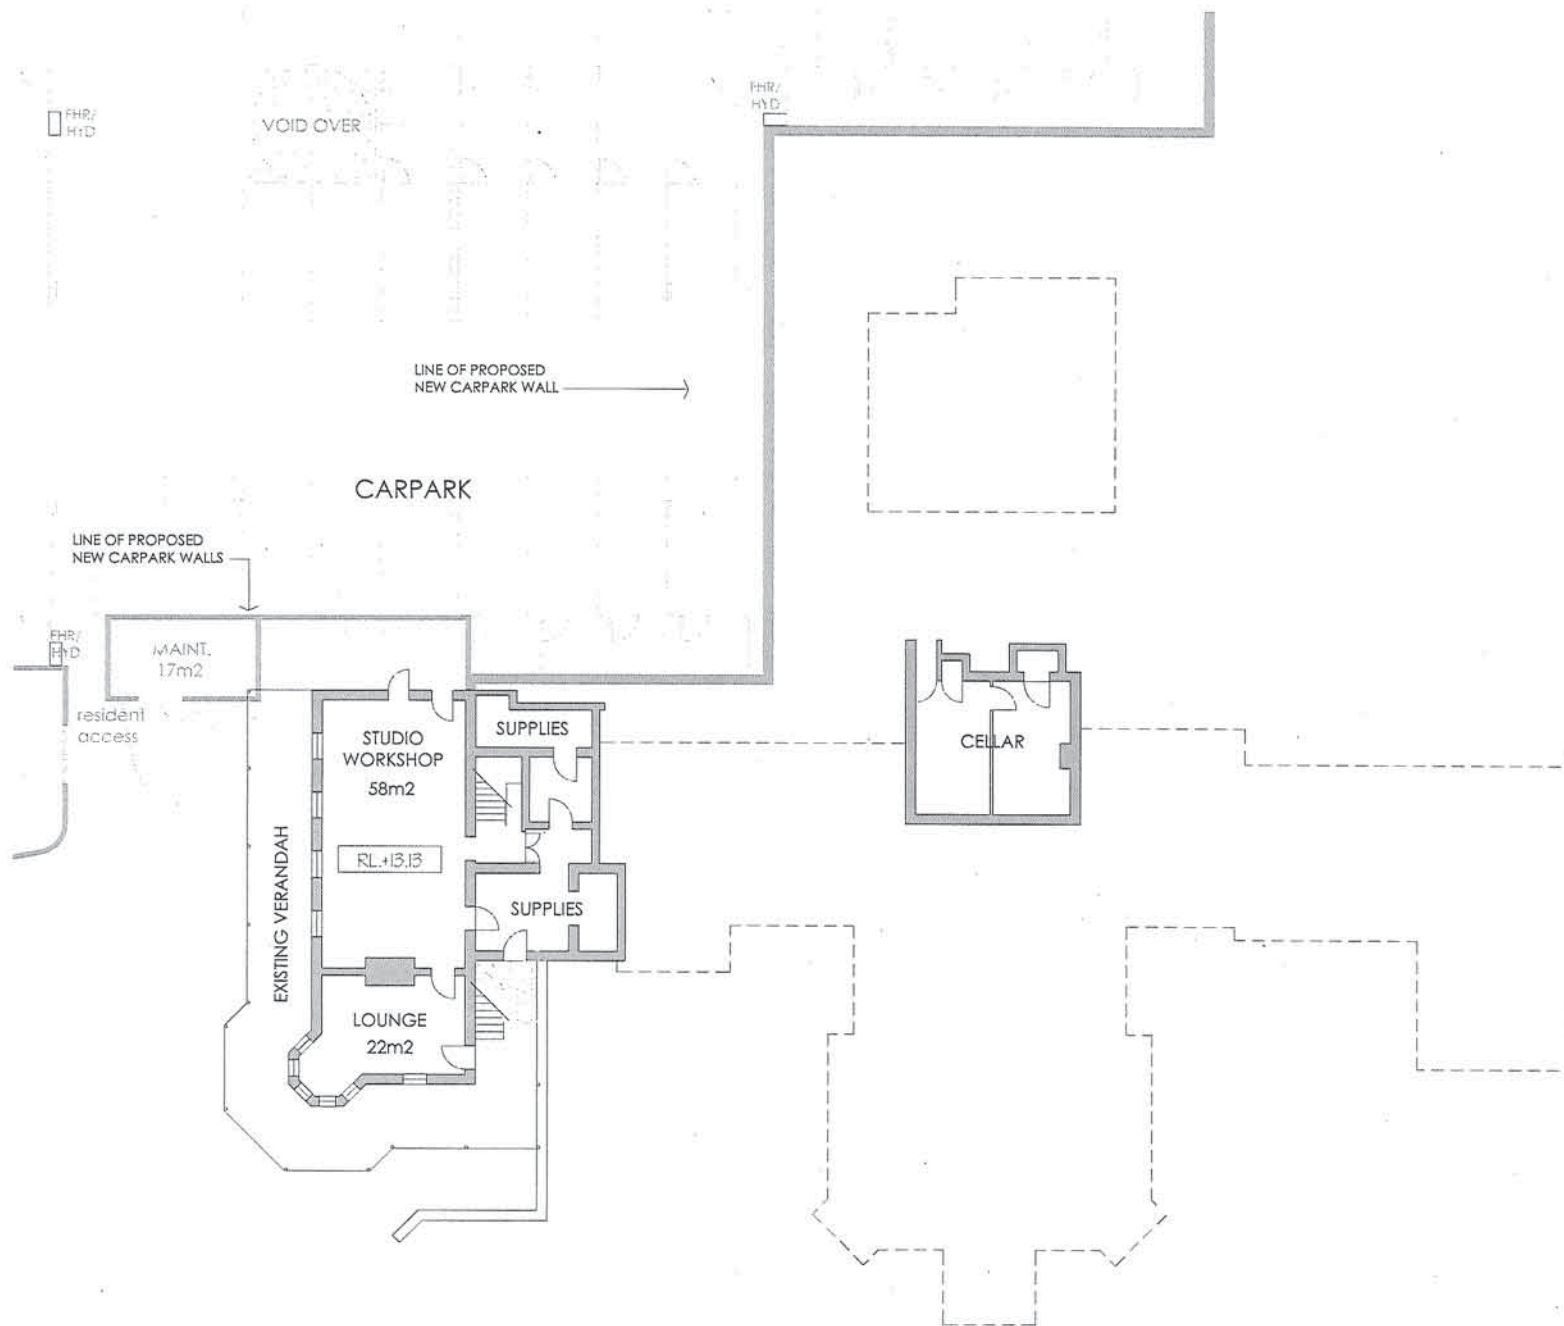 FHR/
HYD
VOID OVER
FHR/
HYD
LINE OF PROPOSED
NEW CARPARK WALL
CARPARK
LINE OF PROPOSED
NEW CARPARK WALLS
FHR/
HYD
MAINT.
17m2
resident
access
STUDIO
WORKSHOP
58m2
SUPPLIES
CELLAR
RL.+13.13
EXISTING VERANDAH
SUPPLIES
LOUNGE
22m2